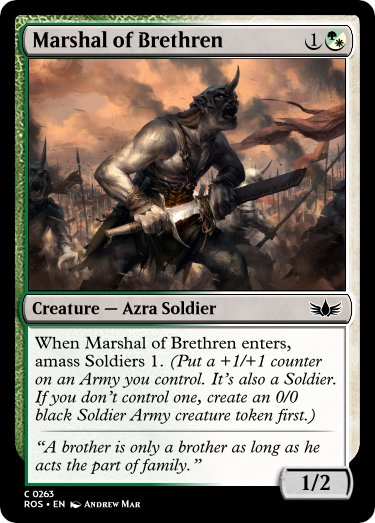 Marshal of Brethren 1
Creature — Azra Soldier
When Marshal of Brethren enters,
amass Soldiers 1. (Put a +1/+1 counter
on an Army you control. It's also a Soldier.
If you don't control one, create an 0/0
black Soldier Army creature token first.)
“A brother is only a brother as long as he
acts the part of family.”
1/2
C 0263
ROS • EN Andrew Mar